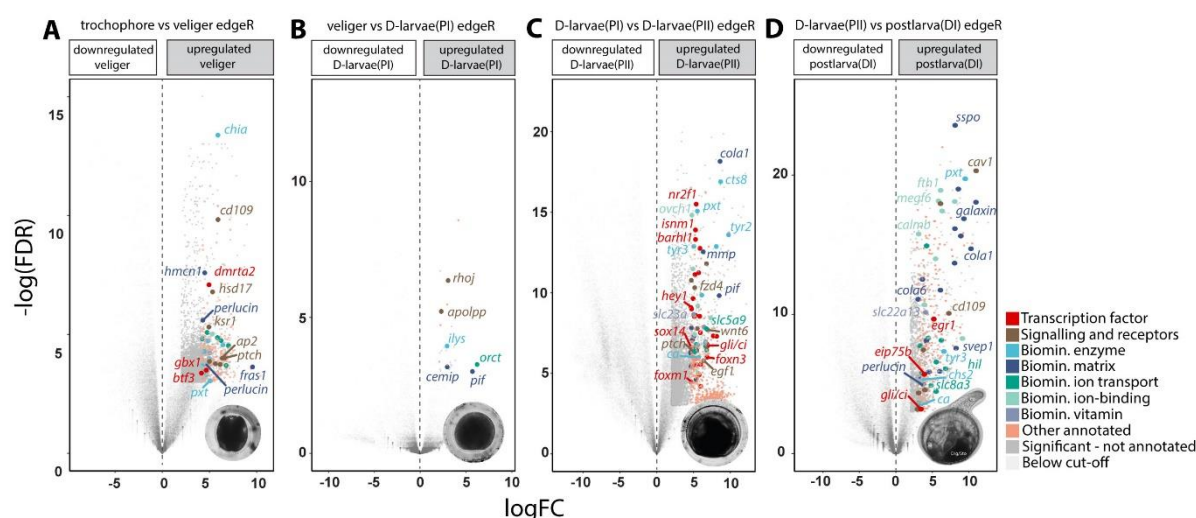 A
trochophore vs veliger edgeR
downregulated
veliger
upregulated
veliger
15
10
5
0
-5
0
5
10
chia
cd109
hmcn1
dmrta2
hsd17
perlucin
ksr1
ap2
ptch
gbx1
btf3
perlucin
pxt
fras1
B
veliger vs D-larvae(PI) edgeR
downregulated
D-larvae(PI)
upregulated
D-larvae(PI)
10
5
0
-10
-5
0
5
10
rhoj
apolpp
ilys
orct
cemip
pif
C
D-larvae(PI) vs D-larvae(PII) edgeR
downregulated
D-larvae(PII)
upregulated
D-larvae(PII)
20
15
10
5
0
-10
-5
0
5
10
cola1
cts8
nr2f1
ovch1
pxt
isnm1
barhl1
tyr2
tyr3
mmp
fzd4
pif
hey1
slc23a
slc5a9
sox14
wnt6
ptch
gli/ci
ca
foxn3
egf1
foxm1
D
D-larvae(PII) vs postlarva(DI) edgeR
downregulated
postlarva(DI)
upregulated
postlarva(DI)
20
10
0
-10
-5
0
5
10
sspo
cav1
pxt
fth1
megf6
galaxin
calmb
cola1
cola6
slc22a13
cd109
egr1
svep1
eip75b
tyr3
hil
perlucin
chs2
slc8a3
gli/ci
ca
-log(FDR)
logFC
Transcription factor
Signalling and receptors
Biomin. enzyme
Biomin. matrix
Biomin. ion transport
Biomin. ion-binding
Biomin. vitamin
Other annotated
Significant - not annotated
Below cut-off